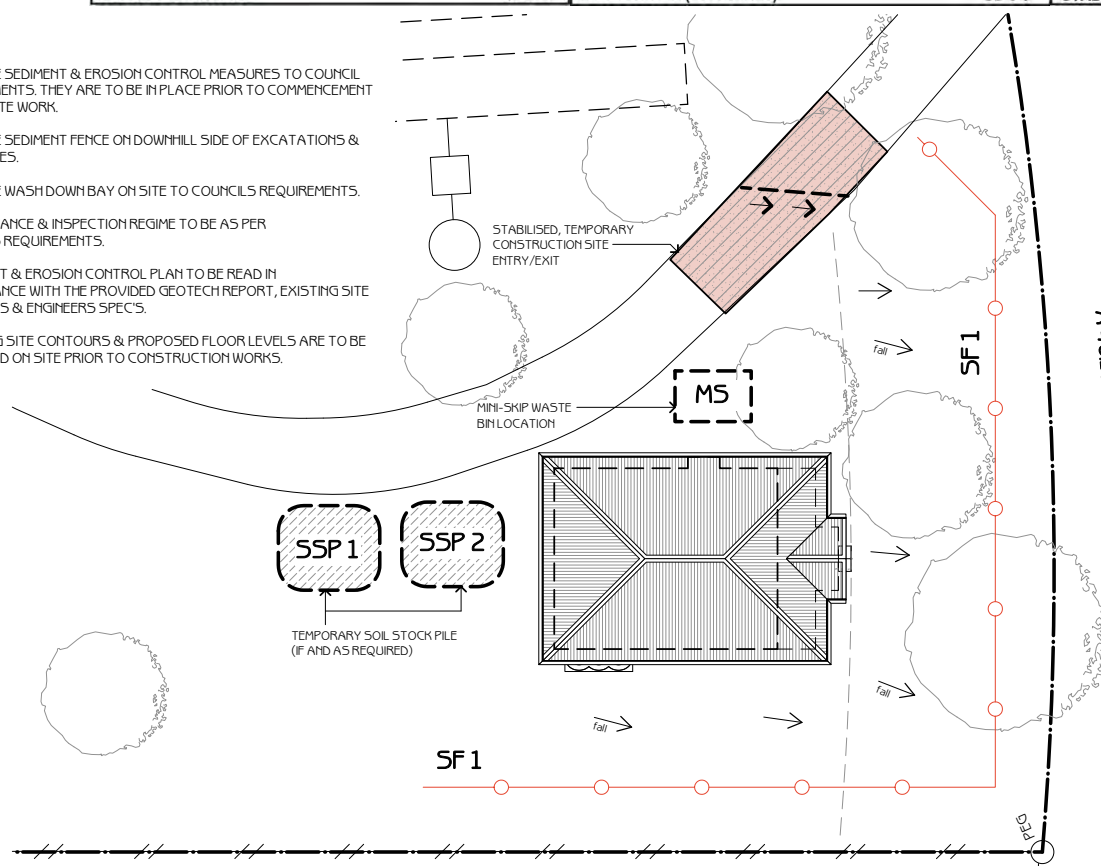 E SEDIMENT & EROSION CONTROL MEASURES TO COUNCIL
MENTS. THEY ARE TO BE IN PLACE PRIOR TO COMMENCEMENT
TE WORK.
E SEDIMENT FENCE ON DOWNHILL SIDE OF EXCATATIONS &
ES.
E WASH DOWN BAY ON SITE TO COUNCILS REQUIREMENTS.
ANCE & INSPECTION REGIME TO BE AS PER
S REQUIREMENTS.
T & EROSION CONTROL PLAN TO BE READ IN
ANCE WITH THE PROVIDED GEOTECH REPORT, EXISTING SITE
S & ENGINEERS SPEC'S.
G SITE CONTOURS & PROPOSED FLOOR LEVELS ARE TO BE
D ON SITE PRIOR TO CONSTRUCTION WORKS.
STABILISED, TEMPORARY
CONSTRUCTION SITE
ENTRY/EXIT
fall
SF 1
MS
MINI-SKIP WASTE
BIN LOCATION
SSP 1
SSP 2
TEMPORARY SOIL STOCK PILE
(IF AND AS REQUIRED)
fall
fall
SF 1
PEG